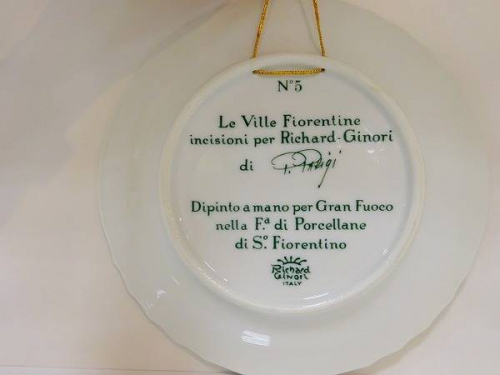 N°5
Le Ville Fiorentine
incisioni per Richard-Ginori
di P. Parigi
Dipinto a mano per Gran Fuoco
nella F.ª di Porcellane
di S.º Fiorentino
Richard
Ginori
ITALY